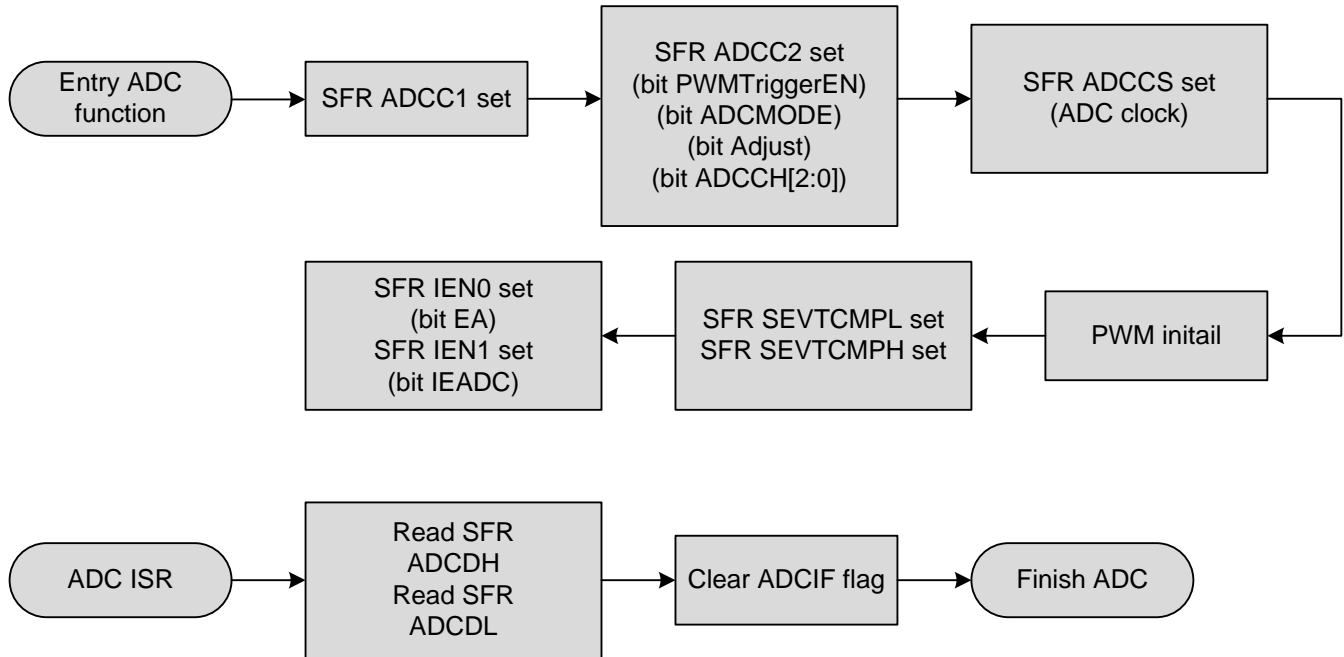 Entry ADC
function
SFR ADCC1 set
SFR ADCC2 set
(bit PWMTriggerEN)
(bit ADCMODE)
(bit Adjust)
(bit ADCCH[2:0])
SFR ADCCS set
(ADC clock)
PWM initail
SFR SEVTCMPL set
SFR SEVTCMPH set
SFR IEN0 set
(bit EA)
SFR IEN1 set
(bit IEADC)
ADC ISR
Read SFR
ADCDH
Read SFR
ADCDL
Clear ADCIF flag
Finish ADC